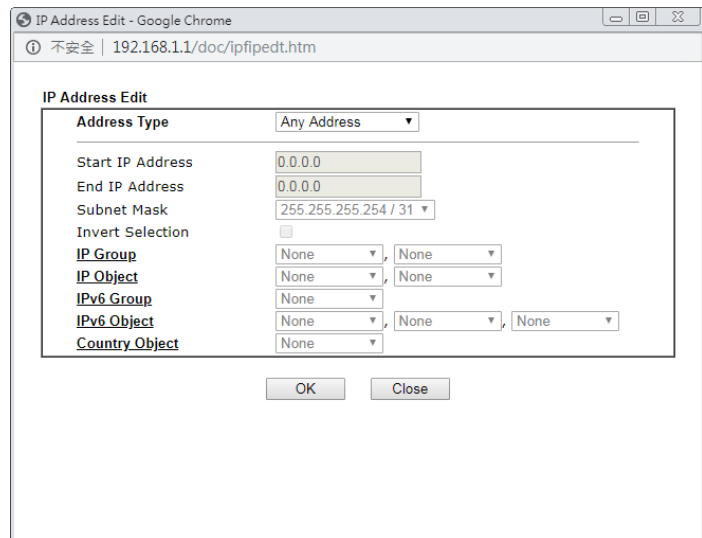 IP Address Edit - Google Chrome
不安全 | 192.168.1.1/doc/ipfipedt.htm
IP Address Edit
Address Type Any Address
Start IP Address 0.0.0.0
End IP Address 0.0.0.0
Subnet Mask 255.255.255.254 / 31
Invert Selection
IP Group None , None
IP Object None , None
IPv6 Group None
IPv6 Object None , None , None
Country Object None
OK Close